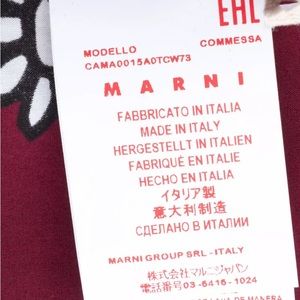 EAC
MODELLO COMMESSA
CAMA0015A0TCW73
MARNI
FABBRICATO IN ITALIA
MADE IN ITALY
HERGESTELLT IN ITALIEN
FABRIQUÉ EN ITALIE
HECHO EN ITALIA
イタリア製
意大利制造
СДЕЛАНО В ИТАЛИИ
MARNI GROUP SRL - ITALY
株式会社マルニジャパン
電話番号 03-6416-1024